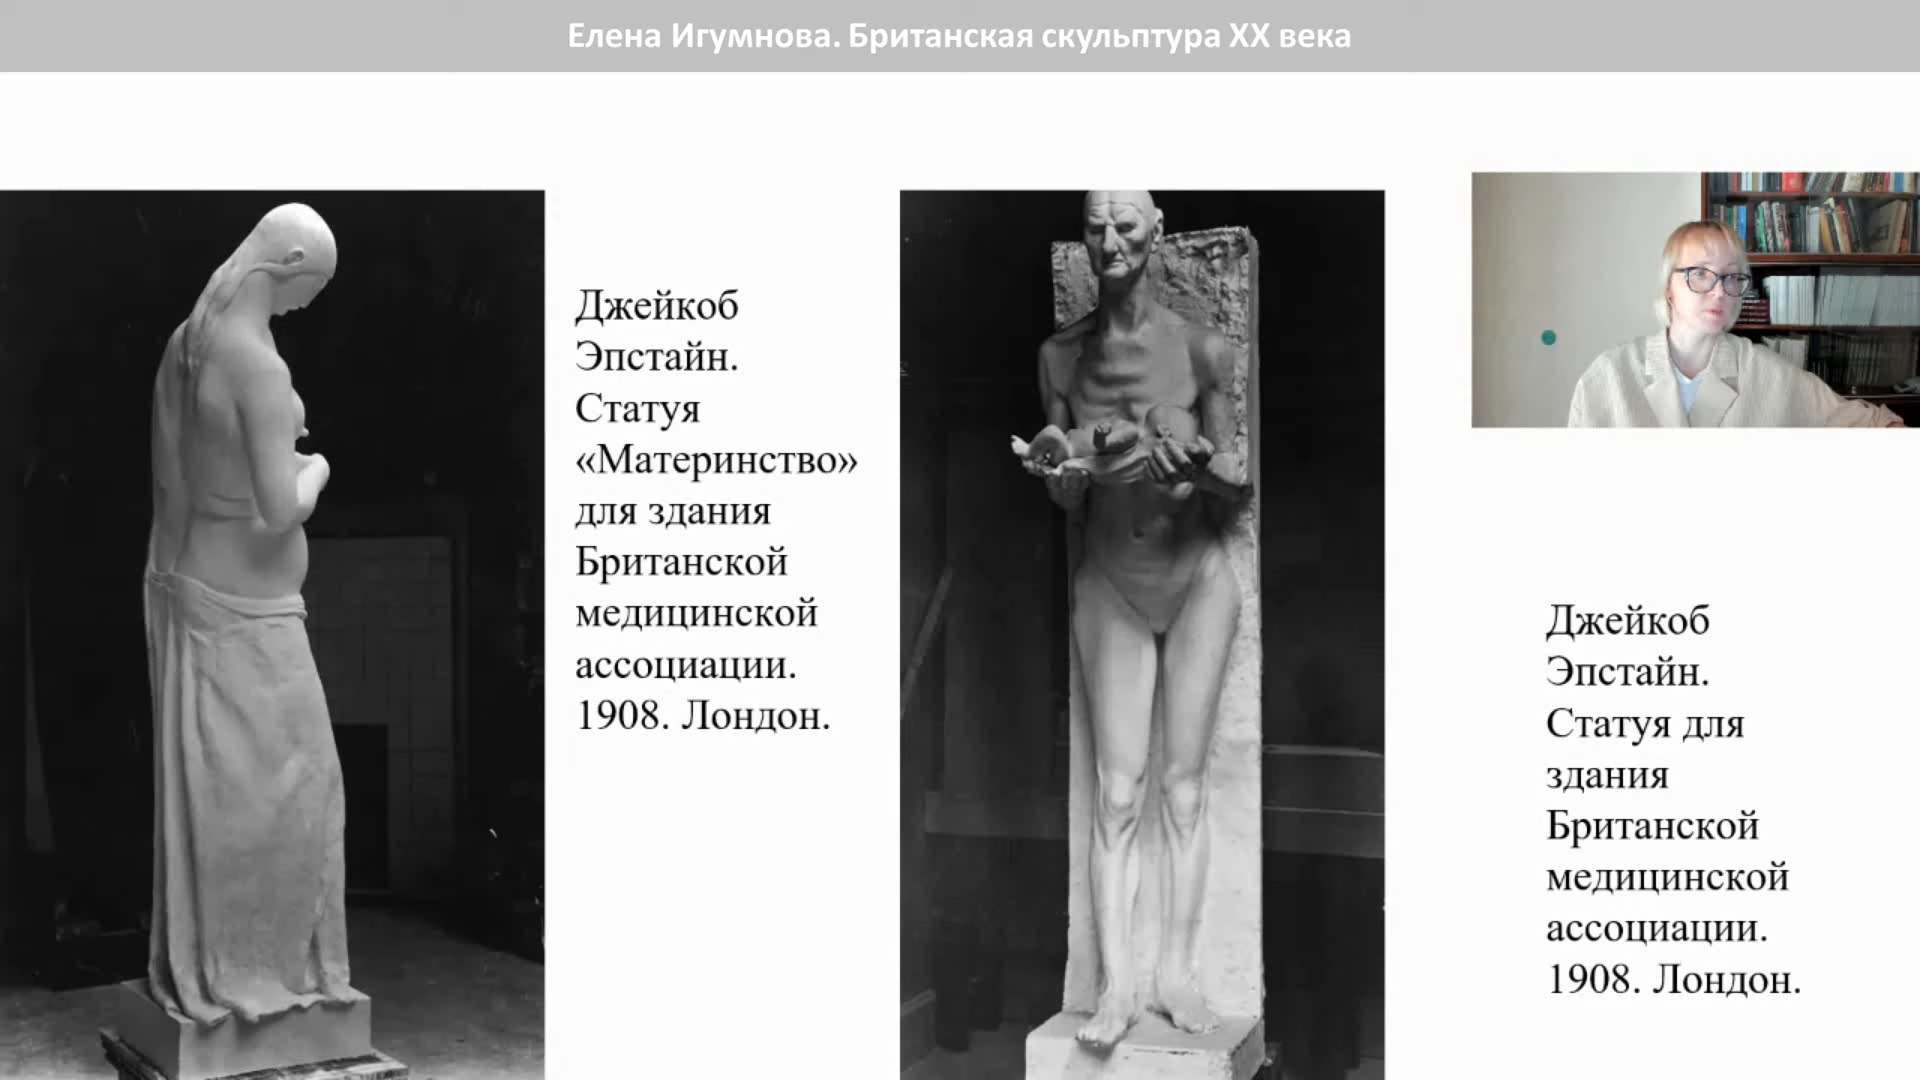 Елена Игумнова. Британская скульптура XX века
Джейкоб
Эпстайн.
Статуя
«Материнство»
для здания
Британской
медицинской
ассоциации.
1908. Лондон.
Джейкоб
Эпстайн.
Статуя для
здания
Британской
медицинской
ассоциации.
1908. Лондон.